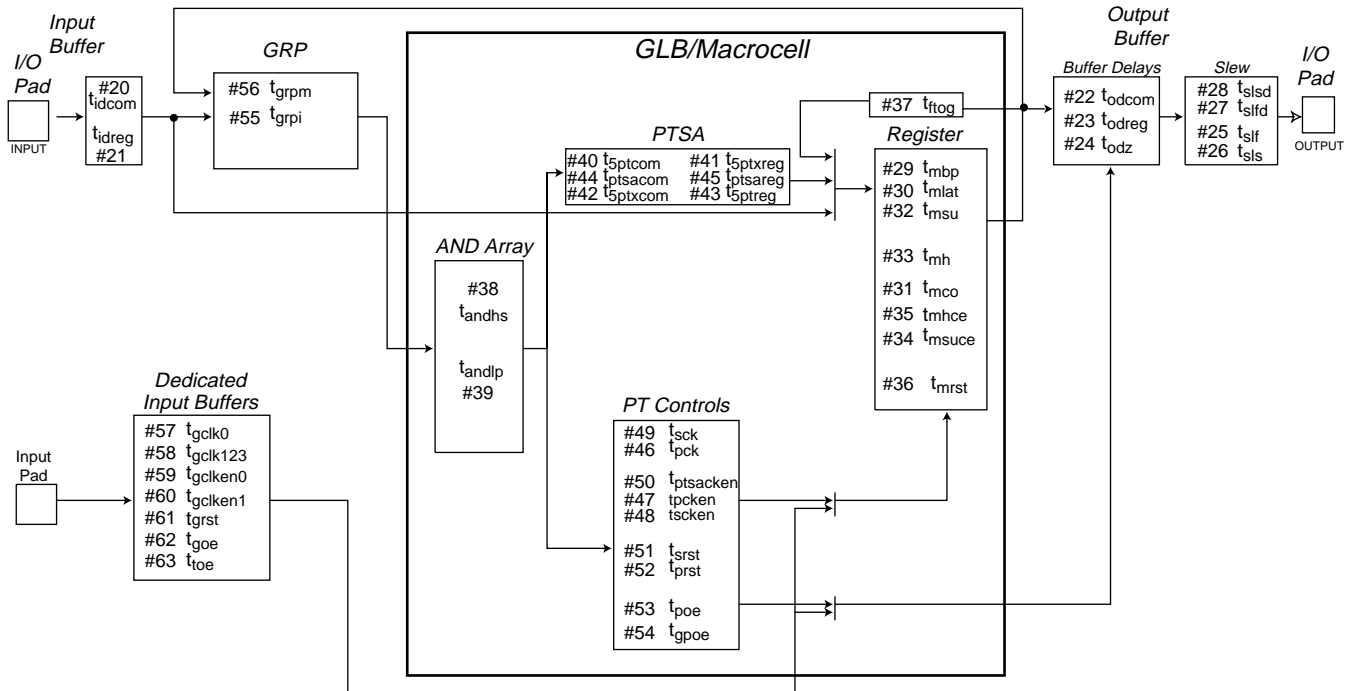 Input
Buffer
I/O
Pad
INPUT
#20
tidcom
tidreg
#21
GRP
#56 tgrpm
#55 tgrpi
GLB/Macrocell
AND Array
#38
tandhs
tandlp
#39
PTSA
#40 t5ptcom #41 t5ptxreg
#44 tptsacom #45 tptsareg
#42 t5ptxcom #43 t5ptreg
#37 tftog
Register
#29 tmbp
#30 tmlat
#32 tmsu
#33 tmh
#31 tmco
#35 tmhce
#34 tmsuce
#36 tmrst
PT Controls
#49 tsck
#46 tpck
#50 tptsacken
#47 tpcken
#48 tscken
#51 tsrst
#52 tprst
#53 tpoe
#54 tgpoe
Output
Buffer
Buffer Delays
#22 todcom
#23 todreg
#24 todz
Slew
#28 tslsd
#27 tslfd
#25 tslf
#26 tsls
I/O
Pad
OUTPUT
Dedicated
Input Buffers
Input
Pad
#57 tgclk0
#58 tgclk123
#59 tgclken0
#60 tgclken1
#61 tgrst
#62 tgoe
#63 ttoe